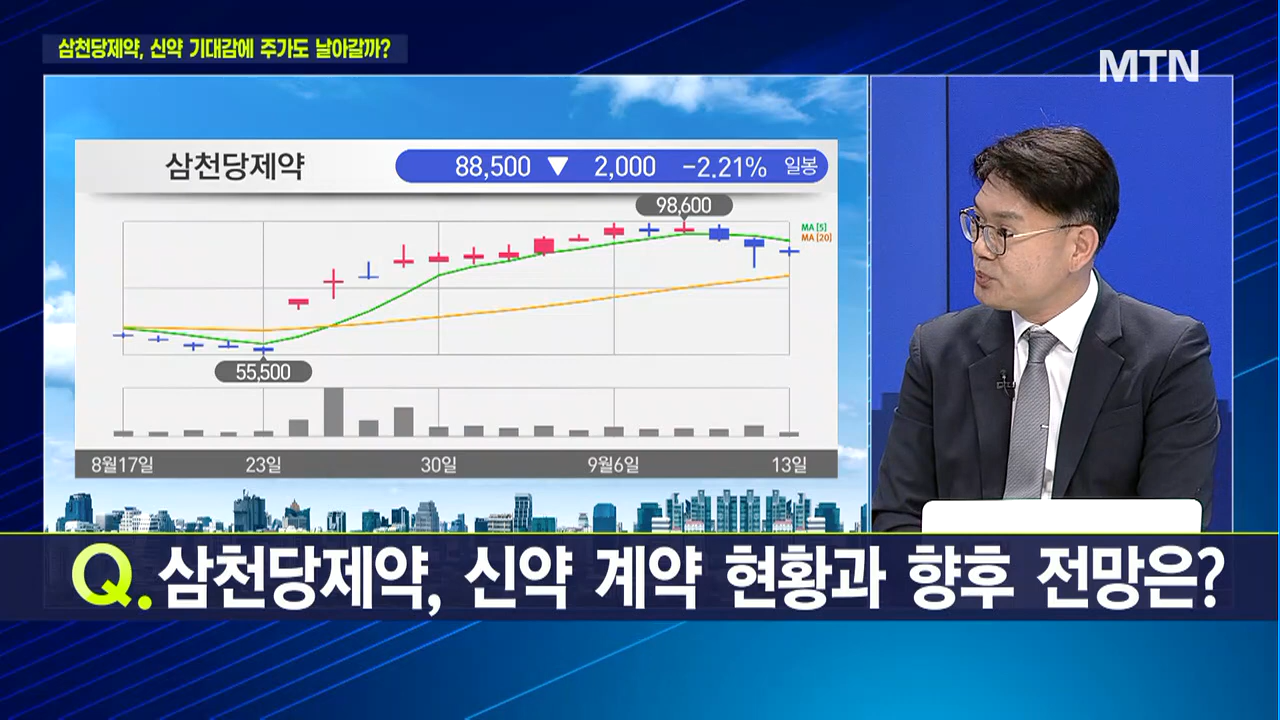 삼천당제약, 신약 기대감에 주가도 날아갈까?
MTN
삼천당제약
88,500 ▼ 2,000 -2.21% 일봉
98,600
MA [5]
MA [20]
55,500
8월17일 23일 30일 9월6일 13일
Q. 삼천당제약, 신약 계약 현황과 향후 전망은?